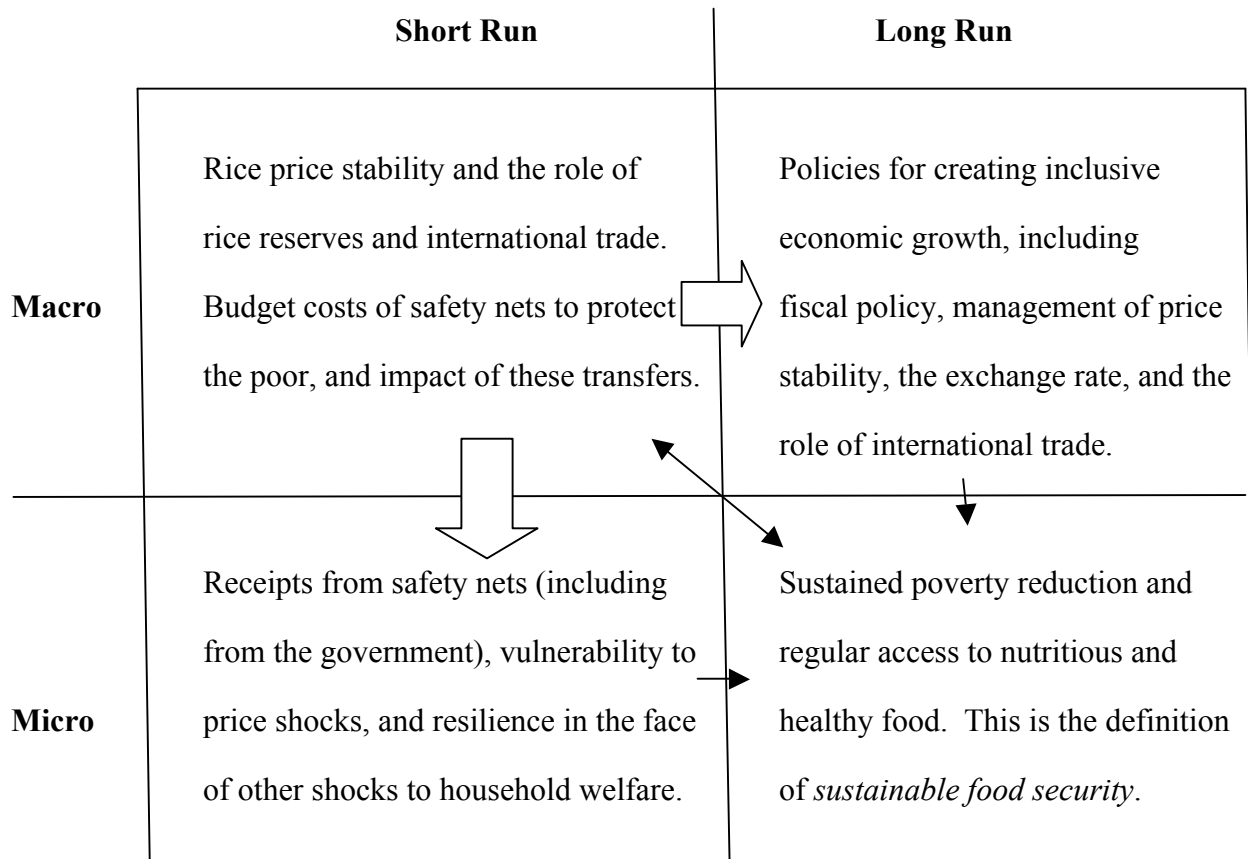 Short Run
Long Run
Macro
Rice price stability and the role of
rice reserves and international trade.
Budget costs of safety nets to protect
the poor, and impact of these transfers.
Policies for creating inclusive
economic growth, including
fiscal policy, management of price
stability, the exchange rate, and the
role of international trade.
Micro
Receipts from safety nets (including
from the government), vulnerability to
price shocks, and resilience in the face
of other shocks to household welfare.
Sustained poverty reduction and
regular access to nutritious and
healthy food.  This is the definition
of sustainable food security.